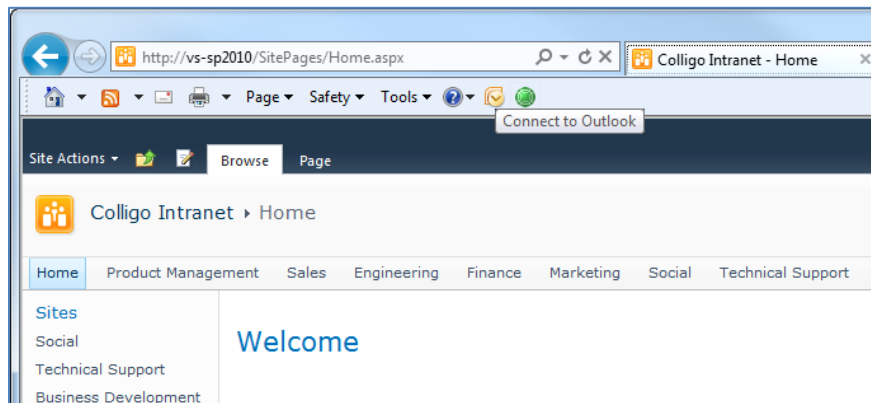 http://vs-sp2010/SitePages/Home.aspx
Colligo Intranet - Home
Page Safety Tools
Connect to Outlook
Site Actions Browse Page
Colligo Intranet Home
Home Product Management Sales Engineering Finance Marketing Social Technical Support
Sites
Social
Welcome
Technical Support
Business Development